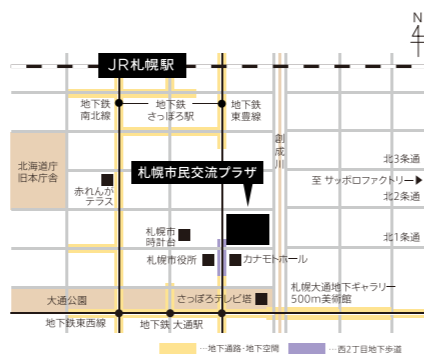 N
4
JR札幌駅
地下鉄
南北線
地下鉄
さっぽろ駅
地下鉄
東豊線
創成川
北3条通
至 サッポロファクトリー▶
北2条通
北海道庁
旧本庁舎
赤れんが
テラス
札幌市民交流プラザ
札幌市
時計台
北1条通
札幌市役所
カナモトホール
札幌大通地下ギャラリー
500m美術館
大通公園
さっぽろテレビ塔
地下鉄東西線
地下鉄 大通駅
…地下通路・地下空間
…西2丁目地下歩道